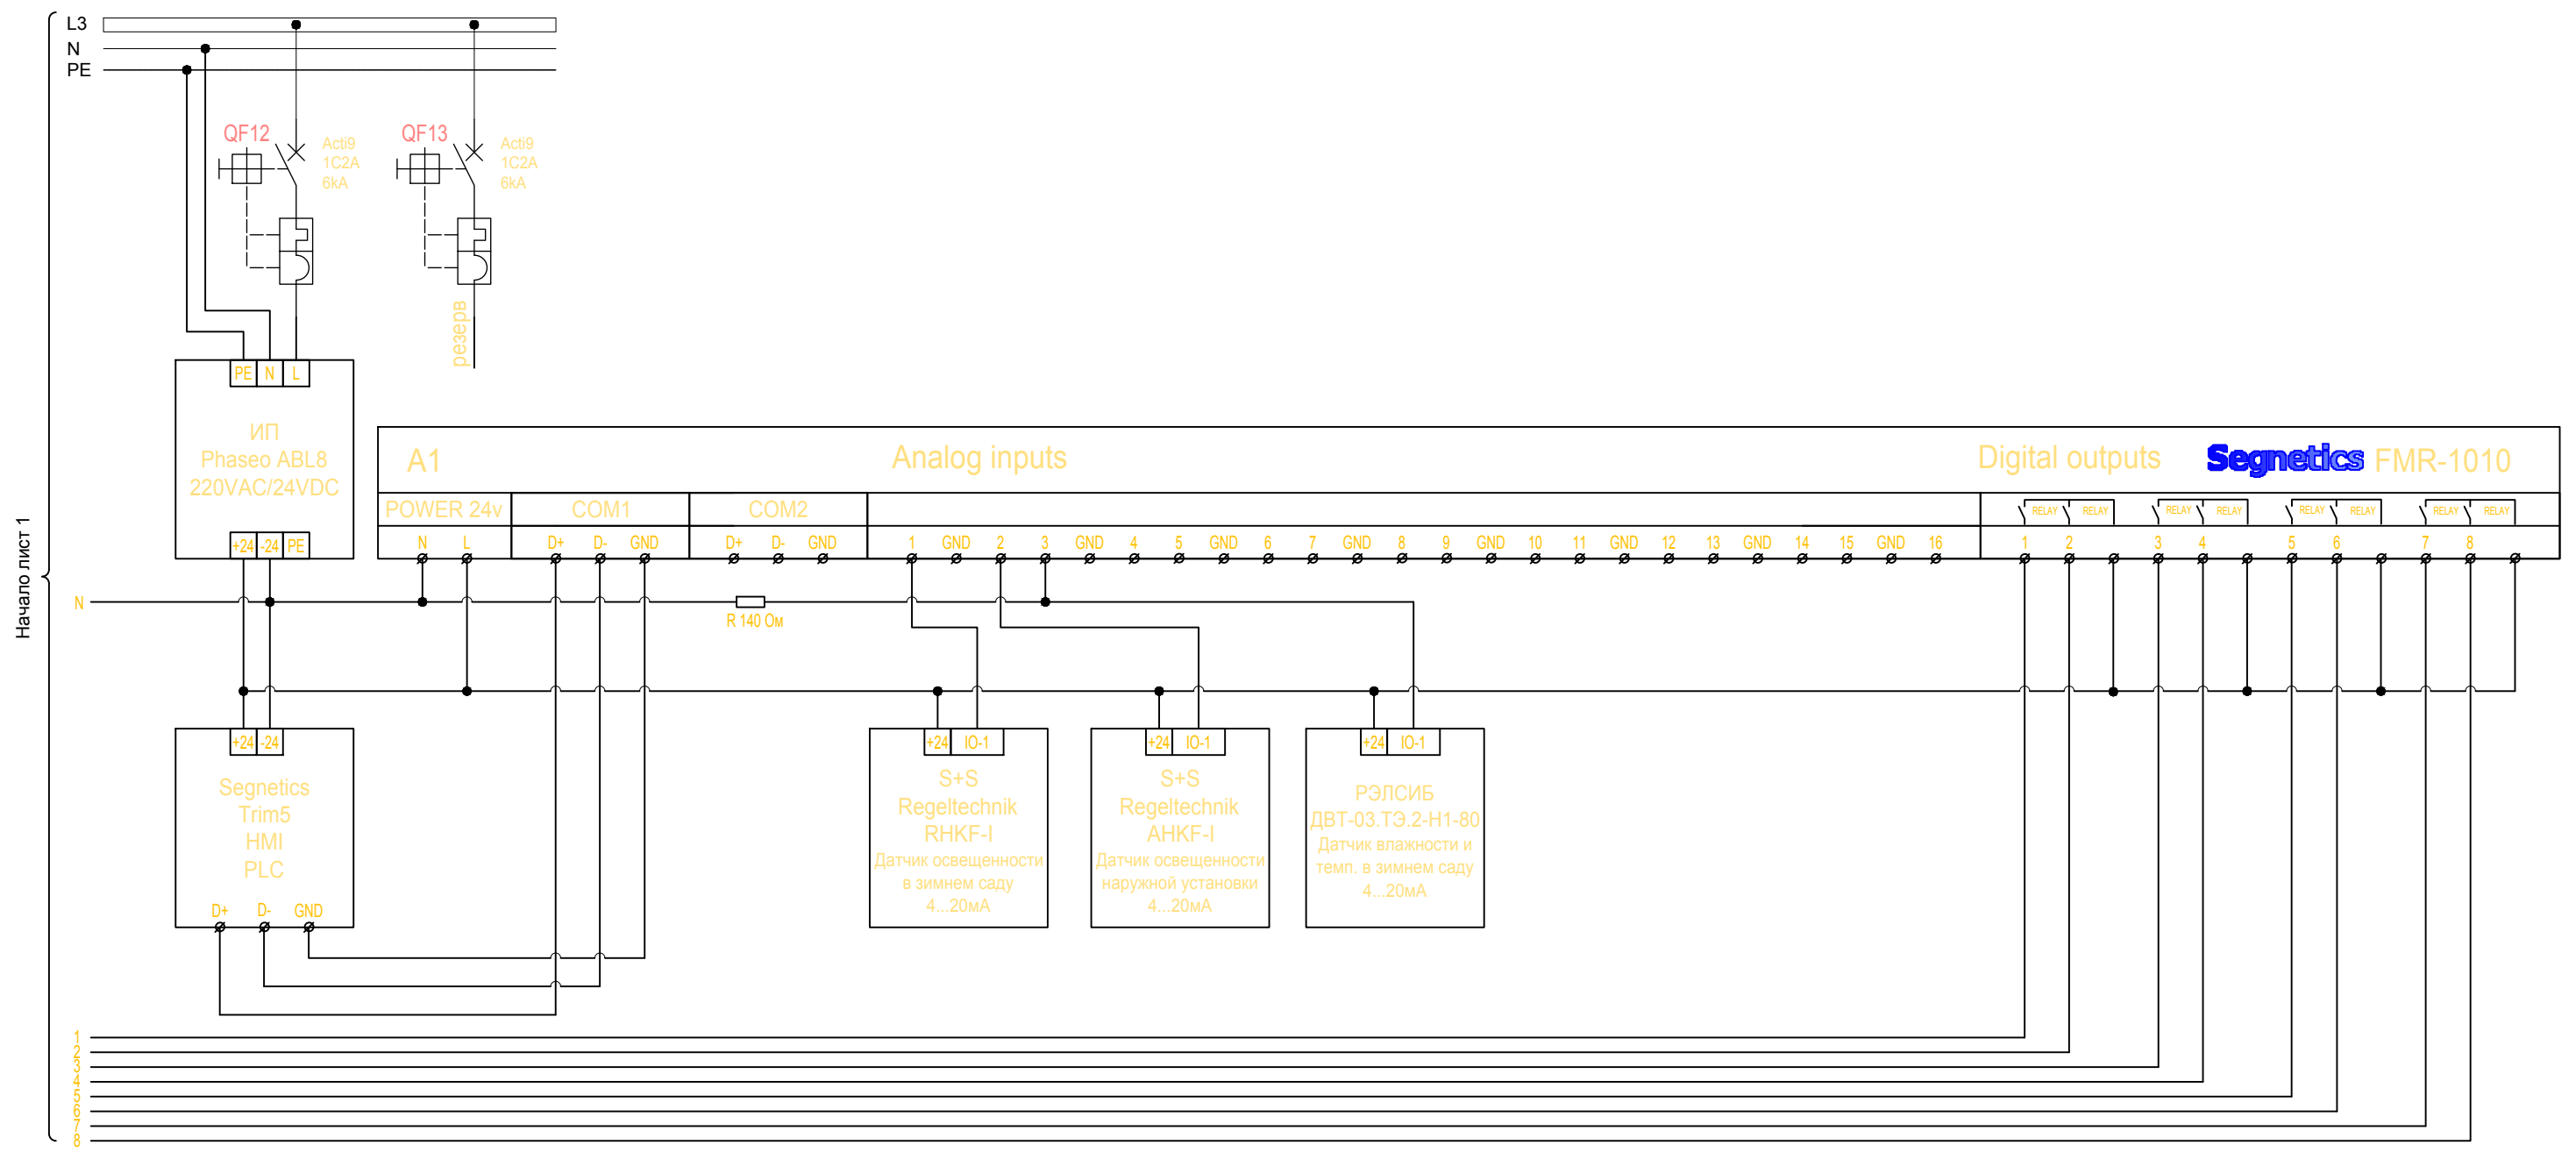 L3
N
PE
QF12
Acti9
1C2A
6kA
QF13
Acti9
1C2A
6kA
резерв
Начало лист 1
PE N L
ИП
Phaseo ABL8
220VAC/24VDC
+24 -24 PE
A1 Analog inputs Digital outputs Segnetics FMR-1010
POWER 24v COM1 COM2
RELAY RELAY RELAY RELAY RELAY RELAY RELAY RELAY
N L D+ D- GND D+ D- GND 1 GND 2 3 GND 4 5 GND 6 7 GND 8 9 GND 10 11 GND 12 13 GND 14 15 GND 16 1 2 3 4 5 6 7 8
N
R 140 Ом
+24 -24
Segnetics
Trim5
HMI
PLC
D+ D- GND
+24 IO-1
S+S
Regeltechnik
RHKF-I
Датчик освещенности
в зимнем саду
4...20мА
+24 IO-1
S+S
Regeltechnik
AHKF-I
Датчик освещенности
наружной установки
4...20мА
+24 IO-1
РЭЛСИБ
ДВТ-03.ТЭ.2-Н1-80
Датчик влажности и
темп. в зимнем саду
4...20мА
1
2
3
4
5
6
7
8